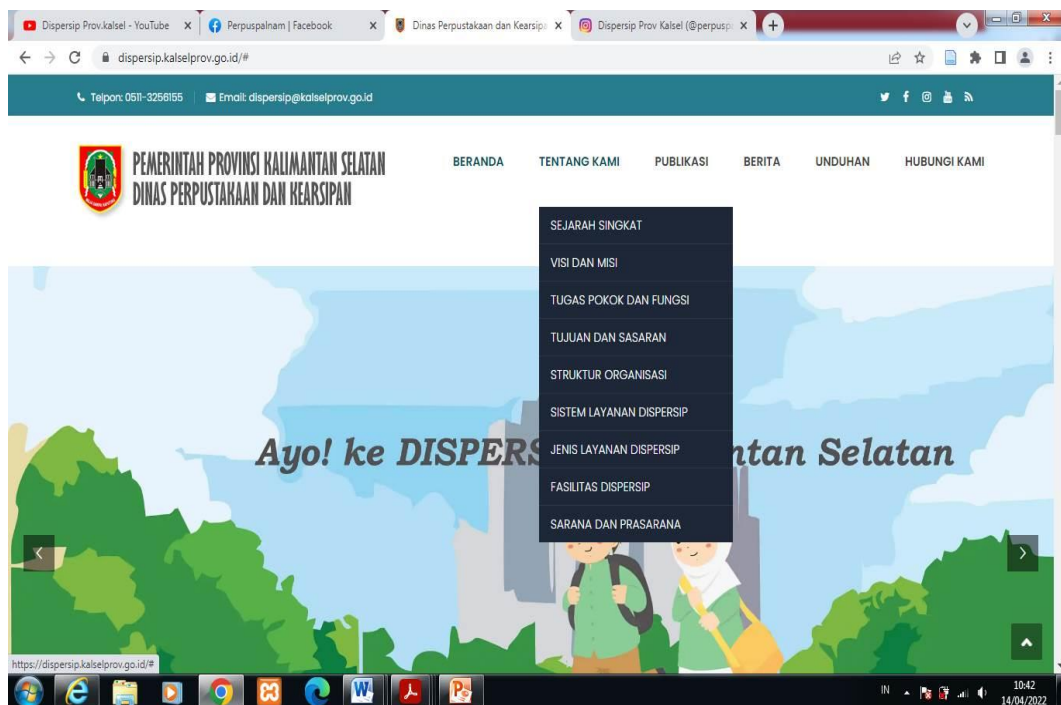 Dispersip Prov.kalsel - YouTube
Perpuspalnam | Facebook
Dinas Perpustakaan dan Kearsip
Dispersip Prov Kalsel (@perpusp
dispersip.kalselprov.go.id/#
Telpon: 0511-3256155
Email: dispersip@kalselprov.go.id
PEMERINTAH PROVINSI KALIMANTAN SELATAN
DINAS PERPUSTAKAAN DAN KEARSIPAN
BERANDA
TENTANG KAMI
PUBLIKASI
BERITA
UNDUHAN
HUBUNGI KAMI
SEJARAH SINGKAT
VISI DAN MISI
TUGAS POKOK DAN FUNGSI
TUJUAN DAN SASARAN
STRUKTUR ORGANISASI
SISTEM LAYANAN DISPERSIP
JENIS LAYANAN DISPERSIP
FASILITAS DISPERSIP
SARANA DAN PRASARANA
Ayo! ke DISPERS ntan Selatan
https://dispersip.kalselprov.go.id/#
IN
10:42
14/04/2022